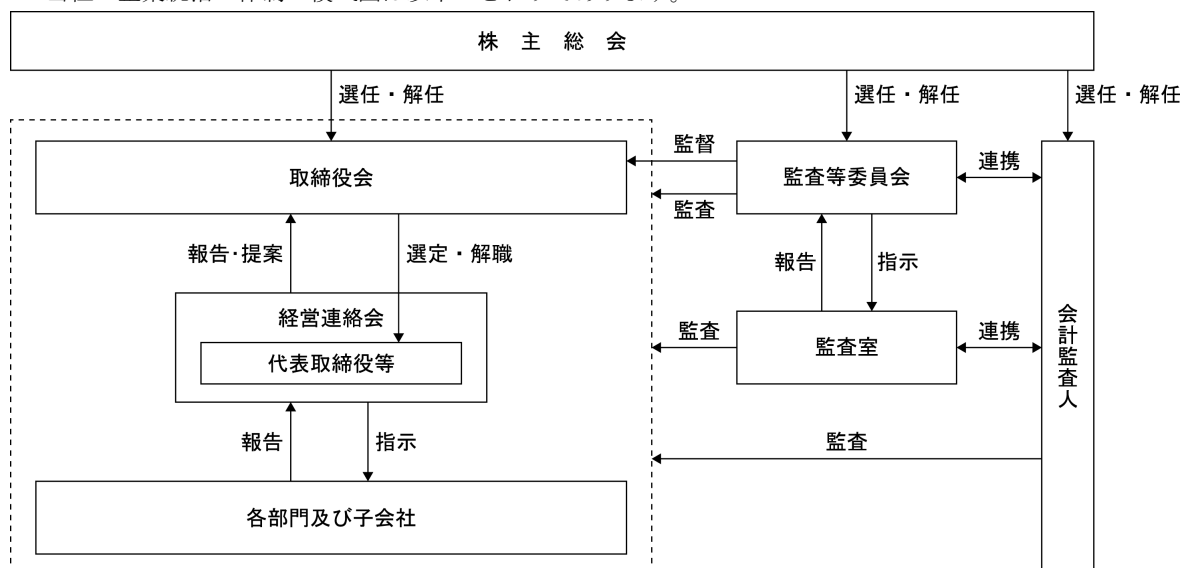 株主総会
選任・解任
選任・解任
選任・解任
取締役会
監督
監査
監査等委員会
連携
報告・提案
選定・解職
報告
指示
経営連絡会
代表取締役等
監査
監査室
連携
会計監査人
報告
指示
監査
各部門及び子会社